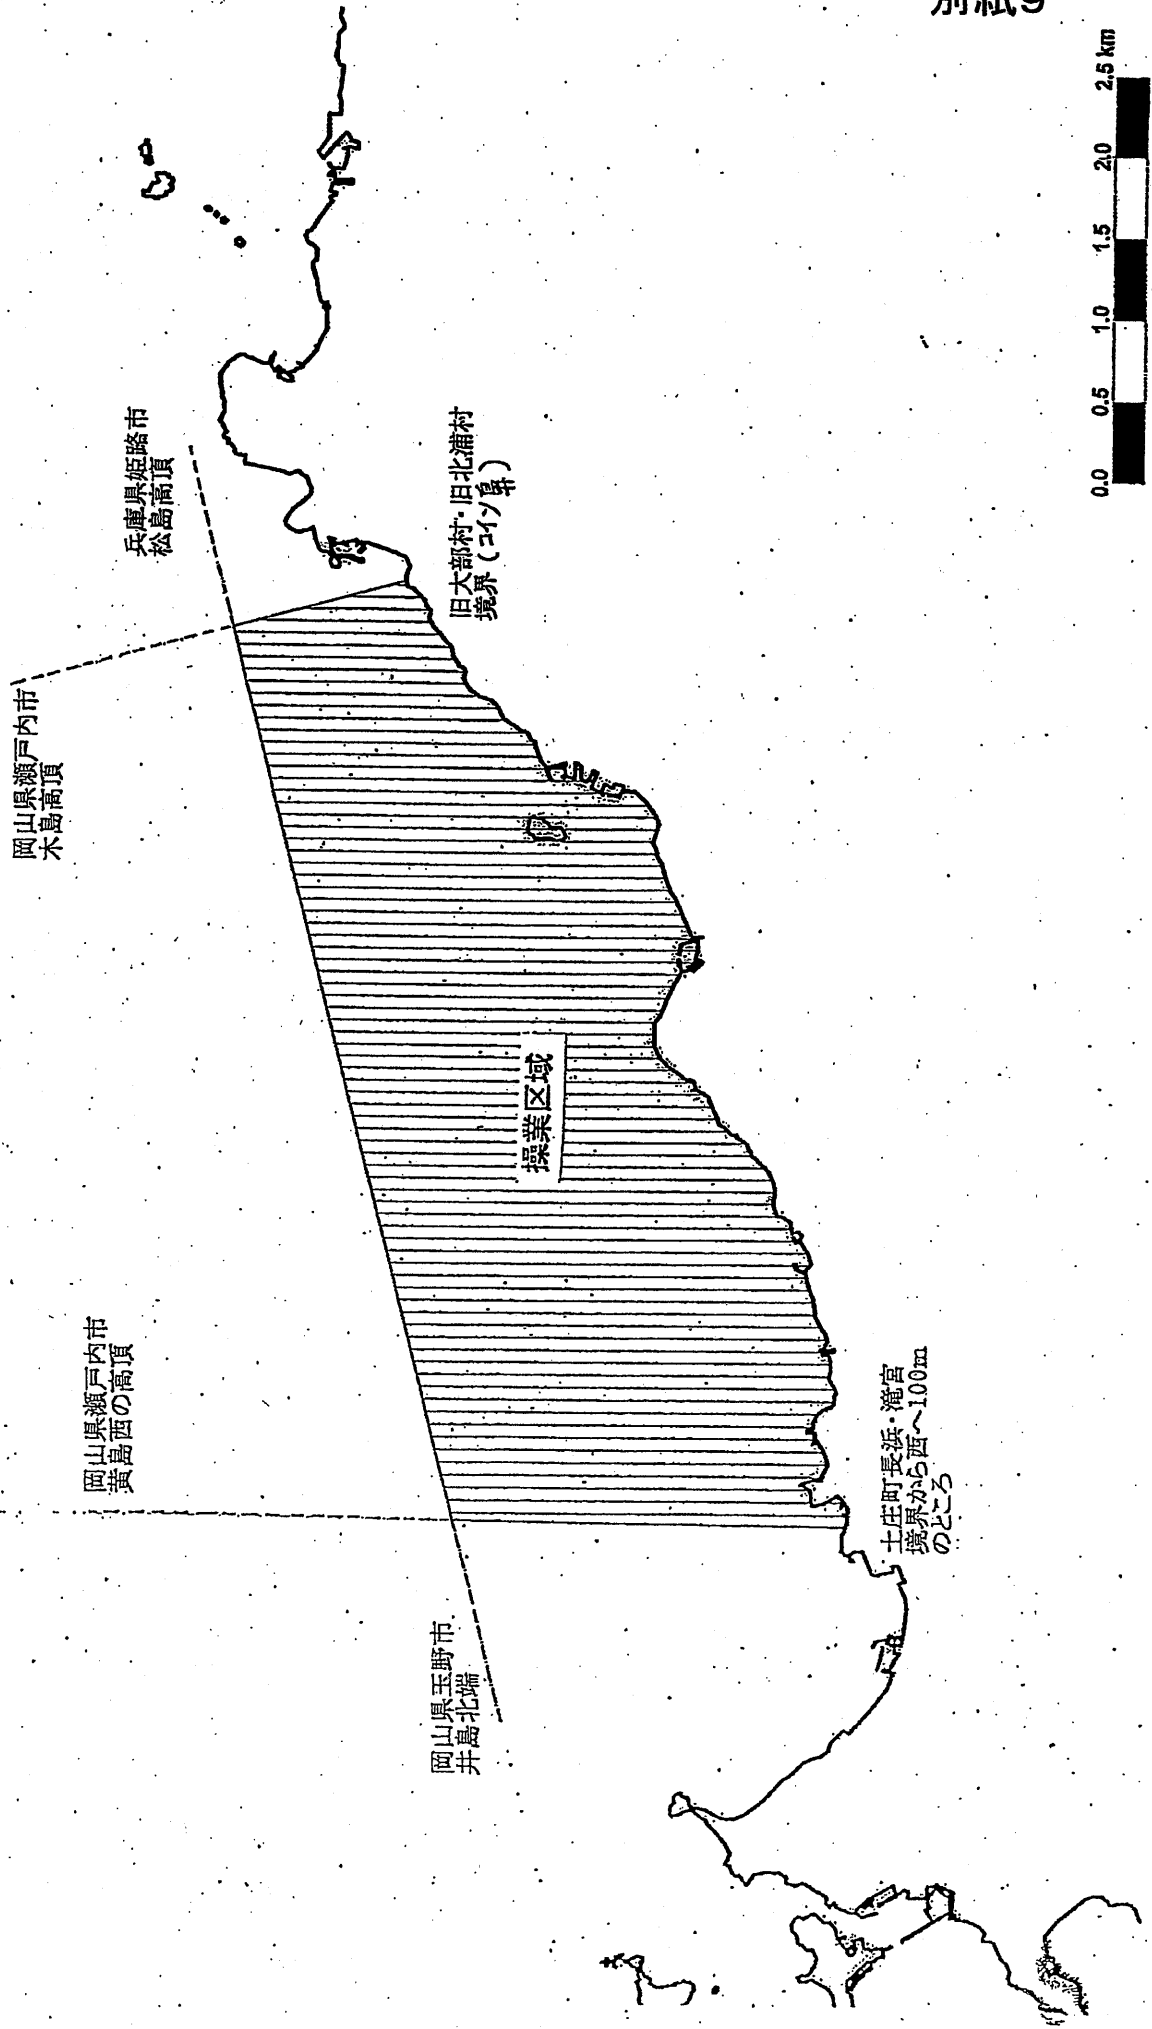 別紙9
岡山県瀬戸内市
黄島西の高頂
岡山県瀬戸内市
木島高頂
兵庫県姫路市
松島高頂
岡山県玉野市
井島北端
操業区域
旧大部村・旧北浦村
境界(コイソ鼻)
土庄町長浜・滝宮
境界から西へ100m
のところ
0.0 0.5 1.0 1.5 2.0 2.5 km